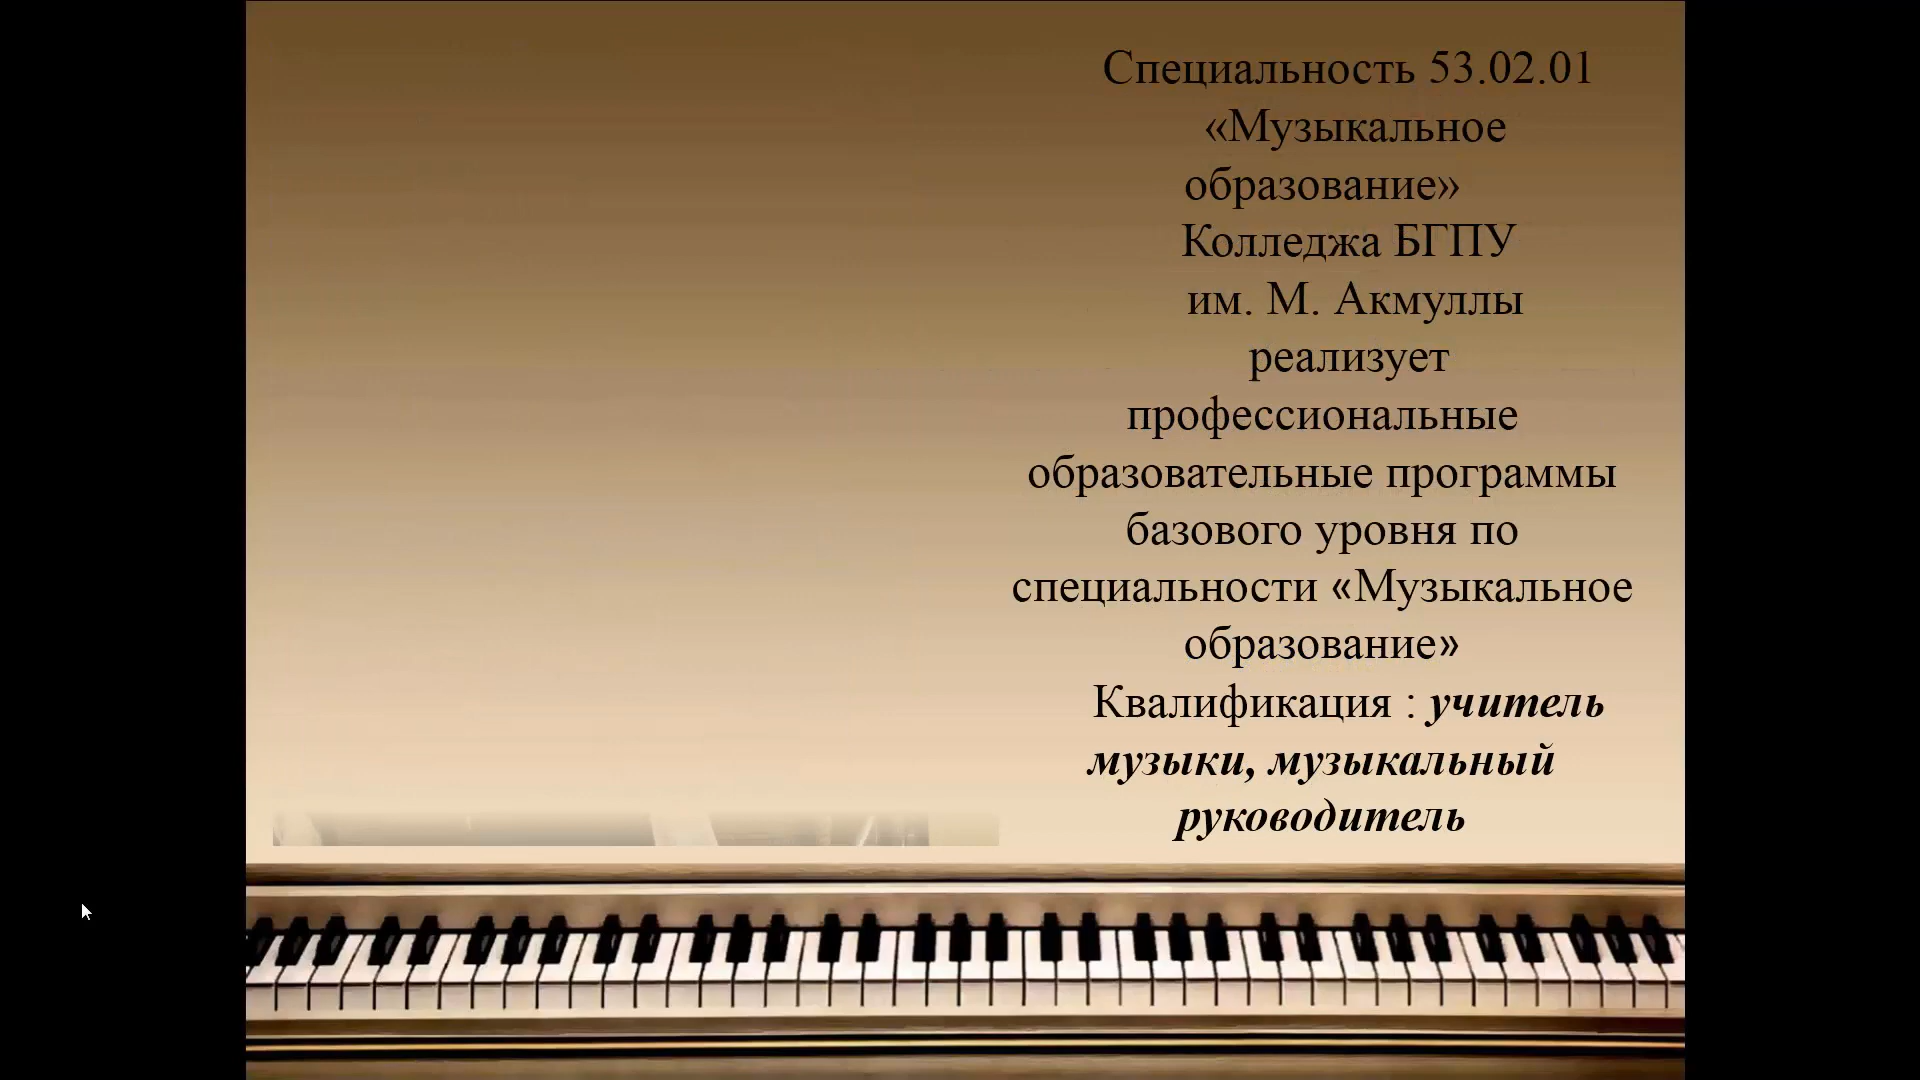 Специальность 53.02.01
«Музыкальное
образование»
Колледжа БГПУ
им. М. Акмуллы
реализует
профессиональные
образовательные программы
базового уровня по
специальности «Музыкальное
образование»
Квалификация : учитель
музыки, музыкальный
руководитель